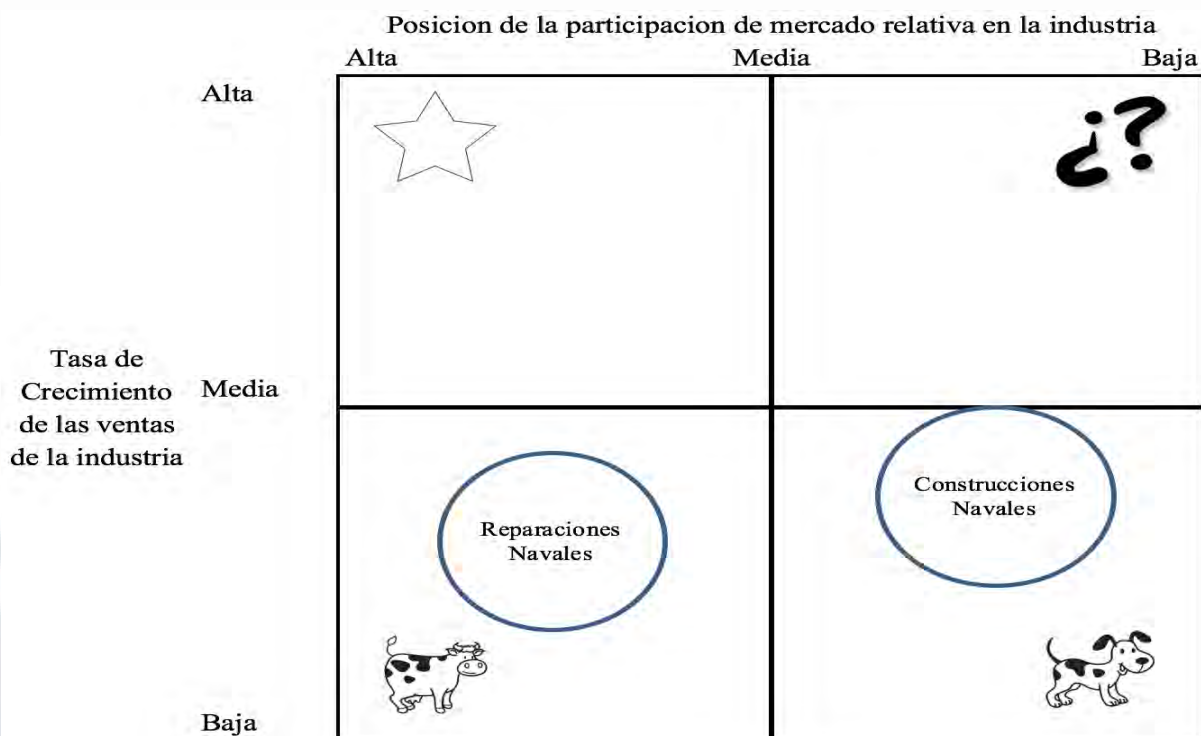 Posicion de la participacion de mercado relativa en la industria
Alta Media Baja
Alta
¿?
Tasa de
Crecimiento
de las ventas
de la industria
Media
Construcciones
Navales
Reparaciones
Navales
Baja